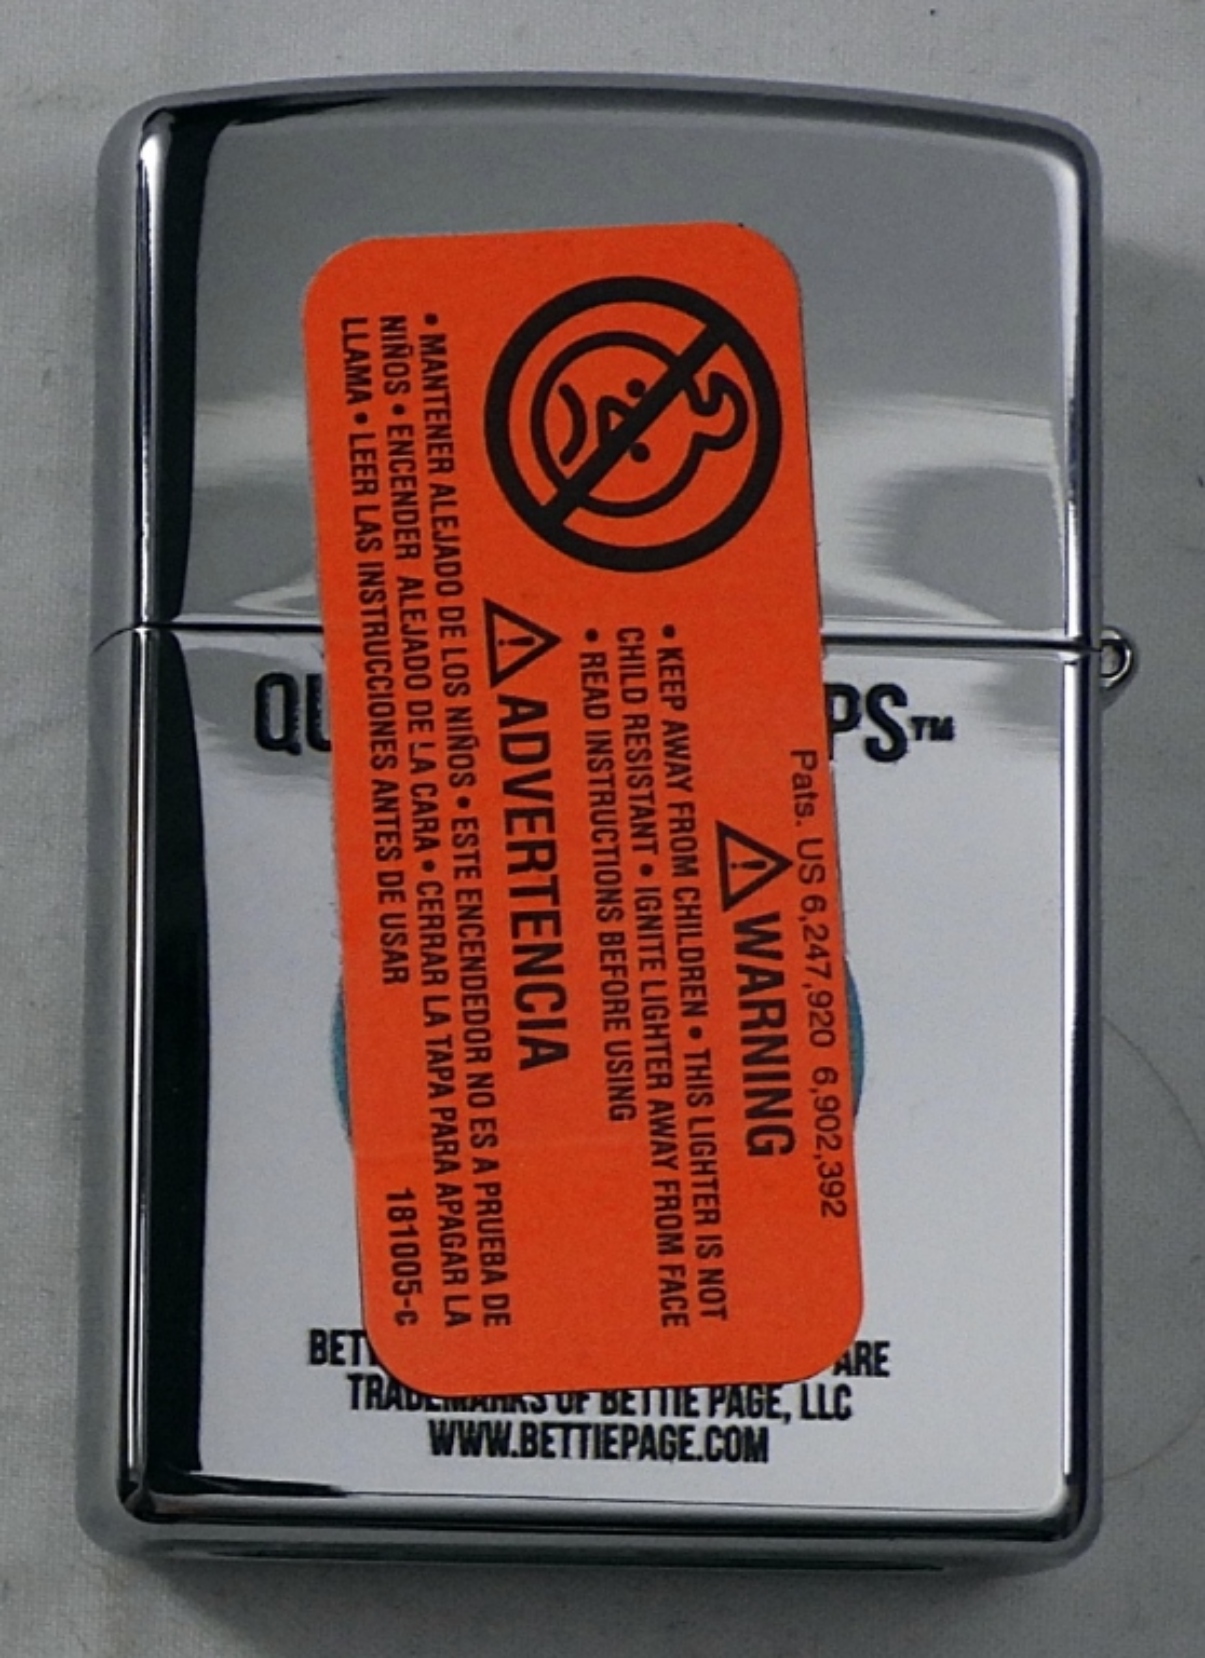 Pats. US 6,247,920 6,902,392
WARNING
• KEEP AWAY FROM CHILDREN • THIS LIGHTER IS NOT
CHILD RESISTANT • IGNITE LIGHTER AWAY FROM FACE
• READ INSTRUCTIONS BEFORE USING
ADVERTENCIA
• MANTENER ALEJADO DE LOS NIÑOS • ESTE ENCENDEDOR NO ES A PRUEBA DE
NIÑOS • ENCENDER ALEJADO DE LA CARA • CERRAR LA TAPA PARA APAGAR LA
LLAMA • LEER LAS INSTRUCCIONES ANTES DE USAR
181005-C
TM
ARE
TRADEMARKS OF BETTIE PAGE, LLC
WWW.BETTIEPAGE.COM